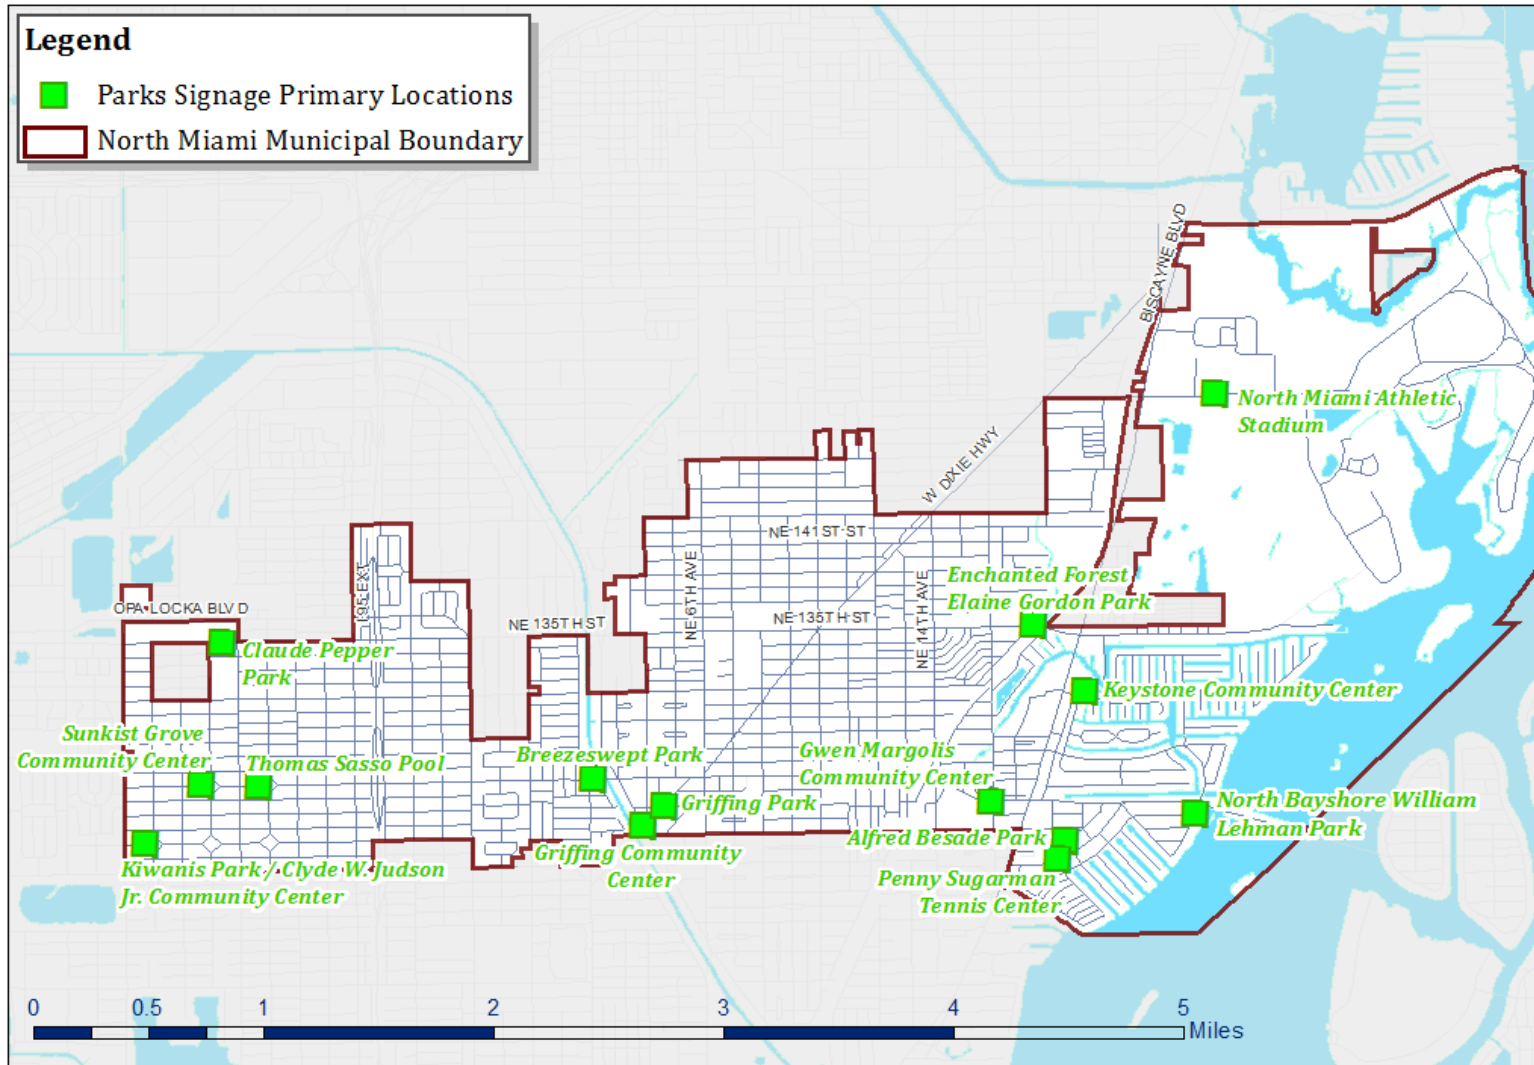 Legend
Parks Signage Primary Locations
North Miami Municipal Boundary
BISCAYNE BLVD
North Miami Athletic
Stadium
W DIXIE HWY
NE 141ST ST
I-95 EXT
NE 6TH AVE
NE 14TH AVE
Enchanted Forest
Elaine Gordon Park
OPA-LOCKA BLVD
NE 135TH ST
NE 135TH ST
Claude Pepper
Park
Keystone Community Center
Sunkist Grove
Community Center
Thomas Sasso Pool
Breezeswept Park
Gwen Margolis
Community Center
Griffing Park
North Bayshore William
Lehman Park
Alfred Besade Park
Griffing Community
Center
Kiwanis Park / Clyde W. Judson
Jr. Community Center
Penny Sugarman
Tennis Center
0 0.5 1 2 3 4 5
Miles